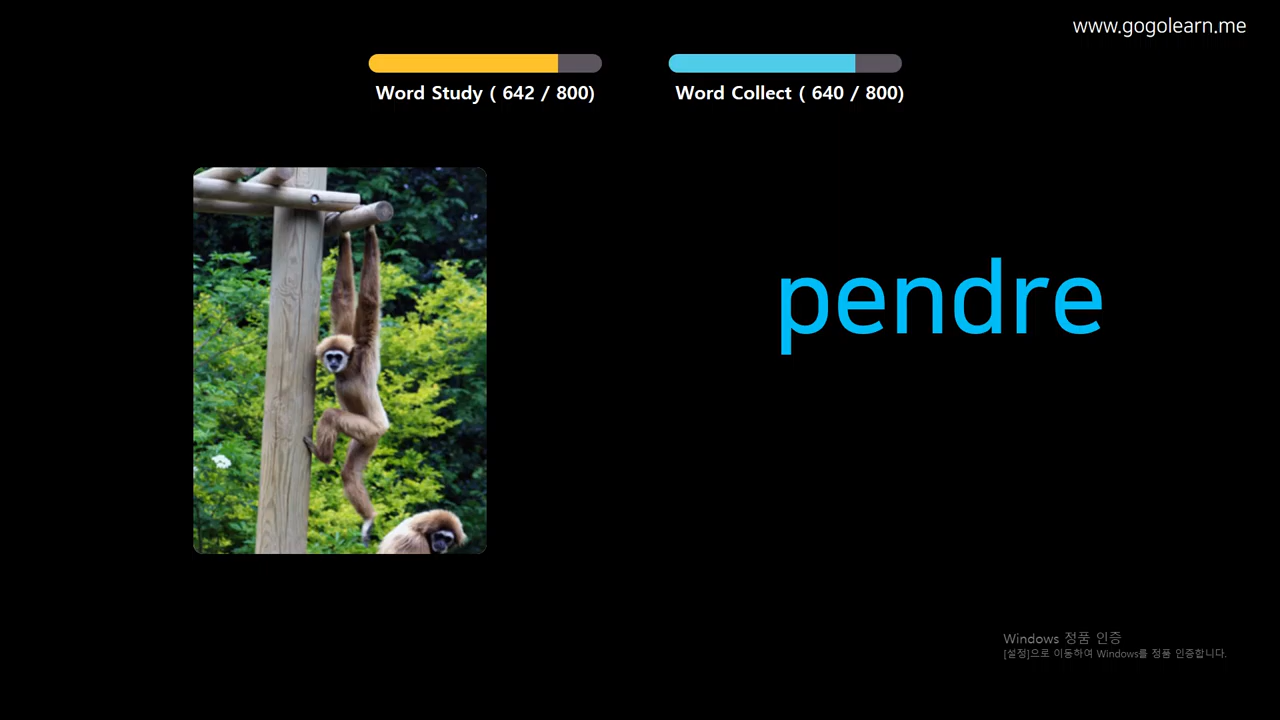 www.gogolearn.me
Word Study ( 642 / 800)
Word Collect ( 640 / 800)
pendre
Windows 정품 인증
[설정]으로 이동하여 Windows를 정품 인증합니다.